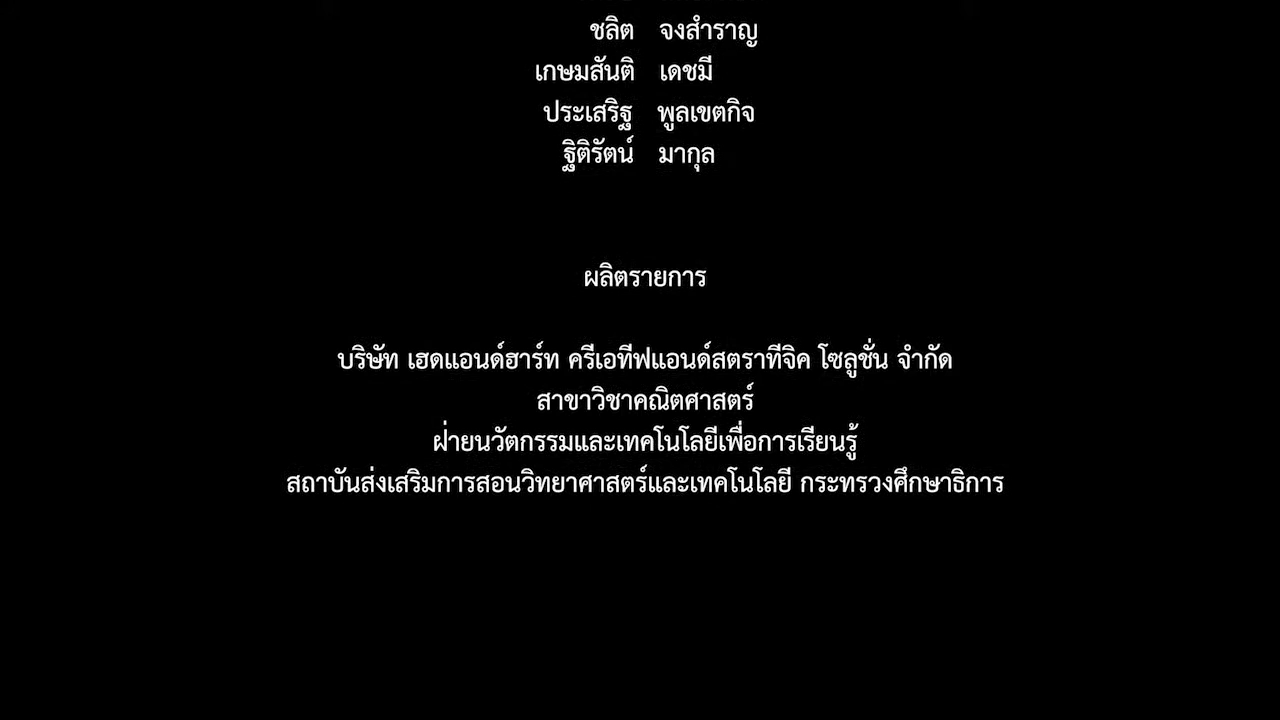 ชลิต จงสำราญ
เกษมสันติ เดชมี
ประเสริฐ พูลเขตกิจ
ฐิติรัตน์ มากุล
ผลิตรายการ
บริษัท เฮดแอนด์ฮาร์ท ครีเอทีฟแอนด์สตราทีจิค โซลูชั่น จำกัด
สาขาวิชาคณิตศาสตร์
ฝ่ายนวัตกรรมและเทคโนโลยีเพื่อการเรียนรู้
สถาบันส่งเสริมการสอนวิทยาศาสตร์และเทคโนโลยี กระทรวงศึกษาธิการ